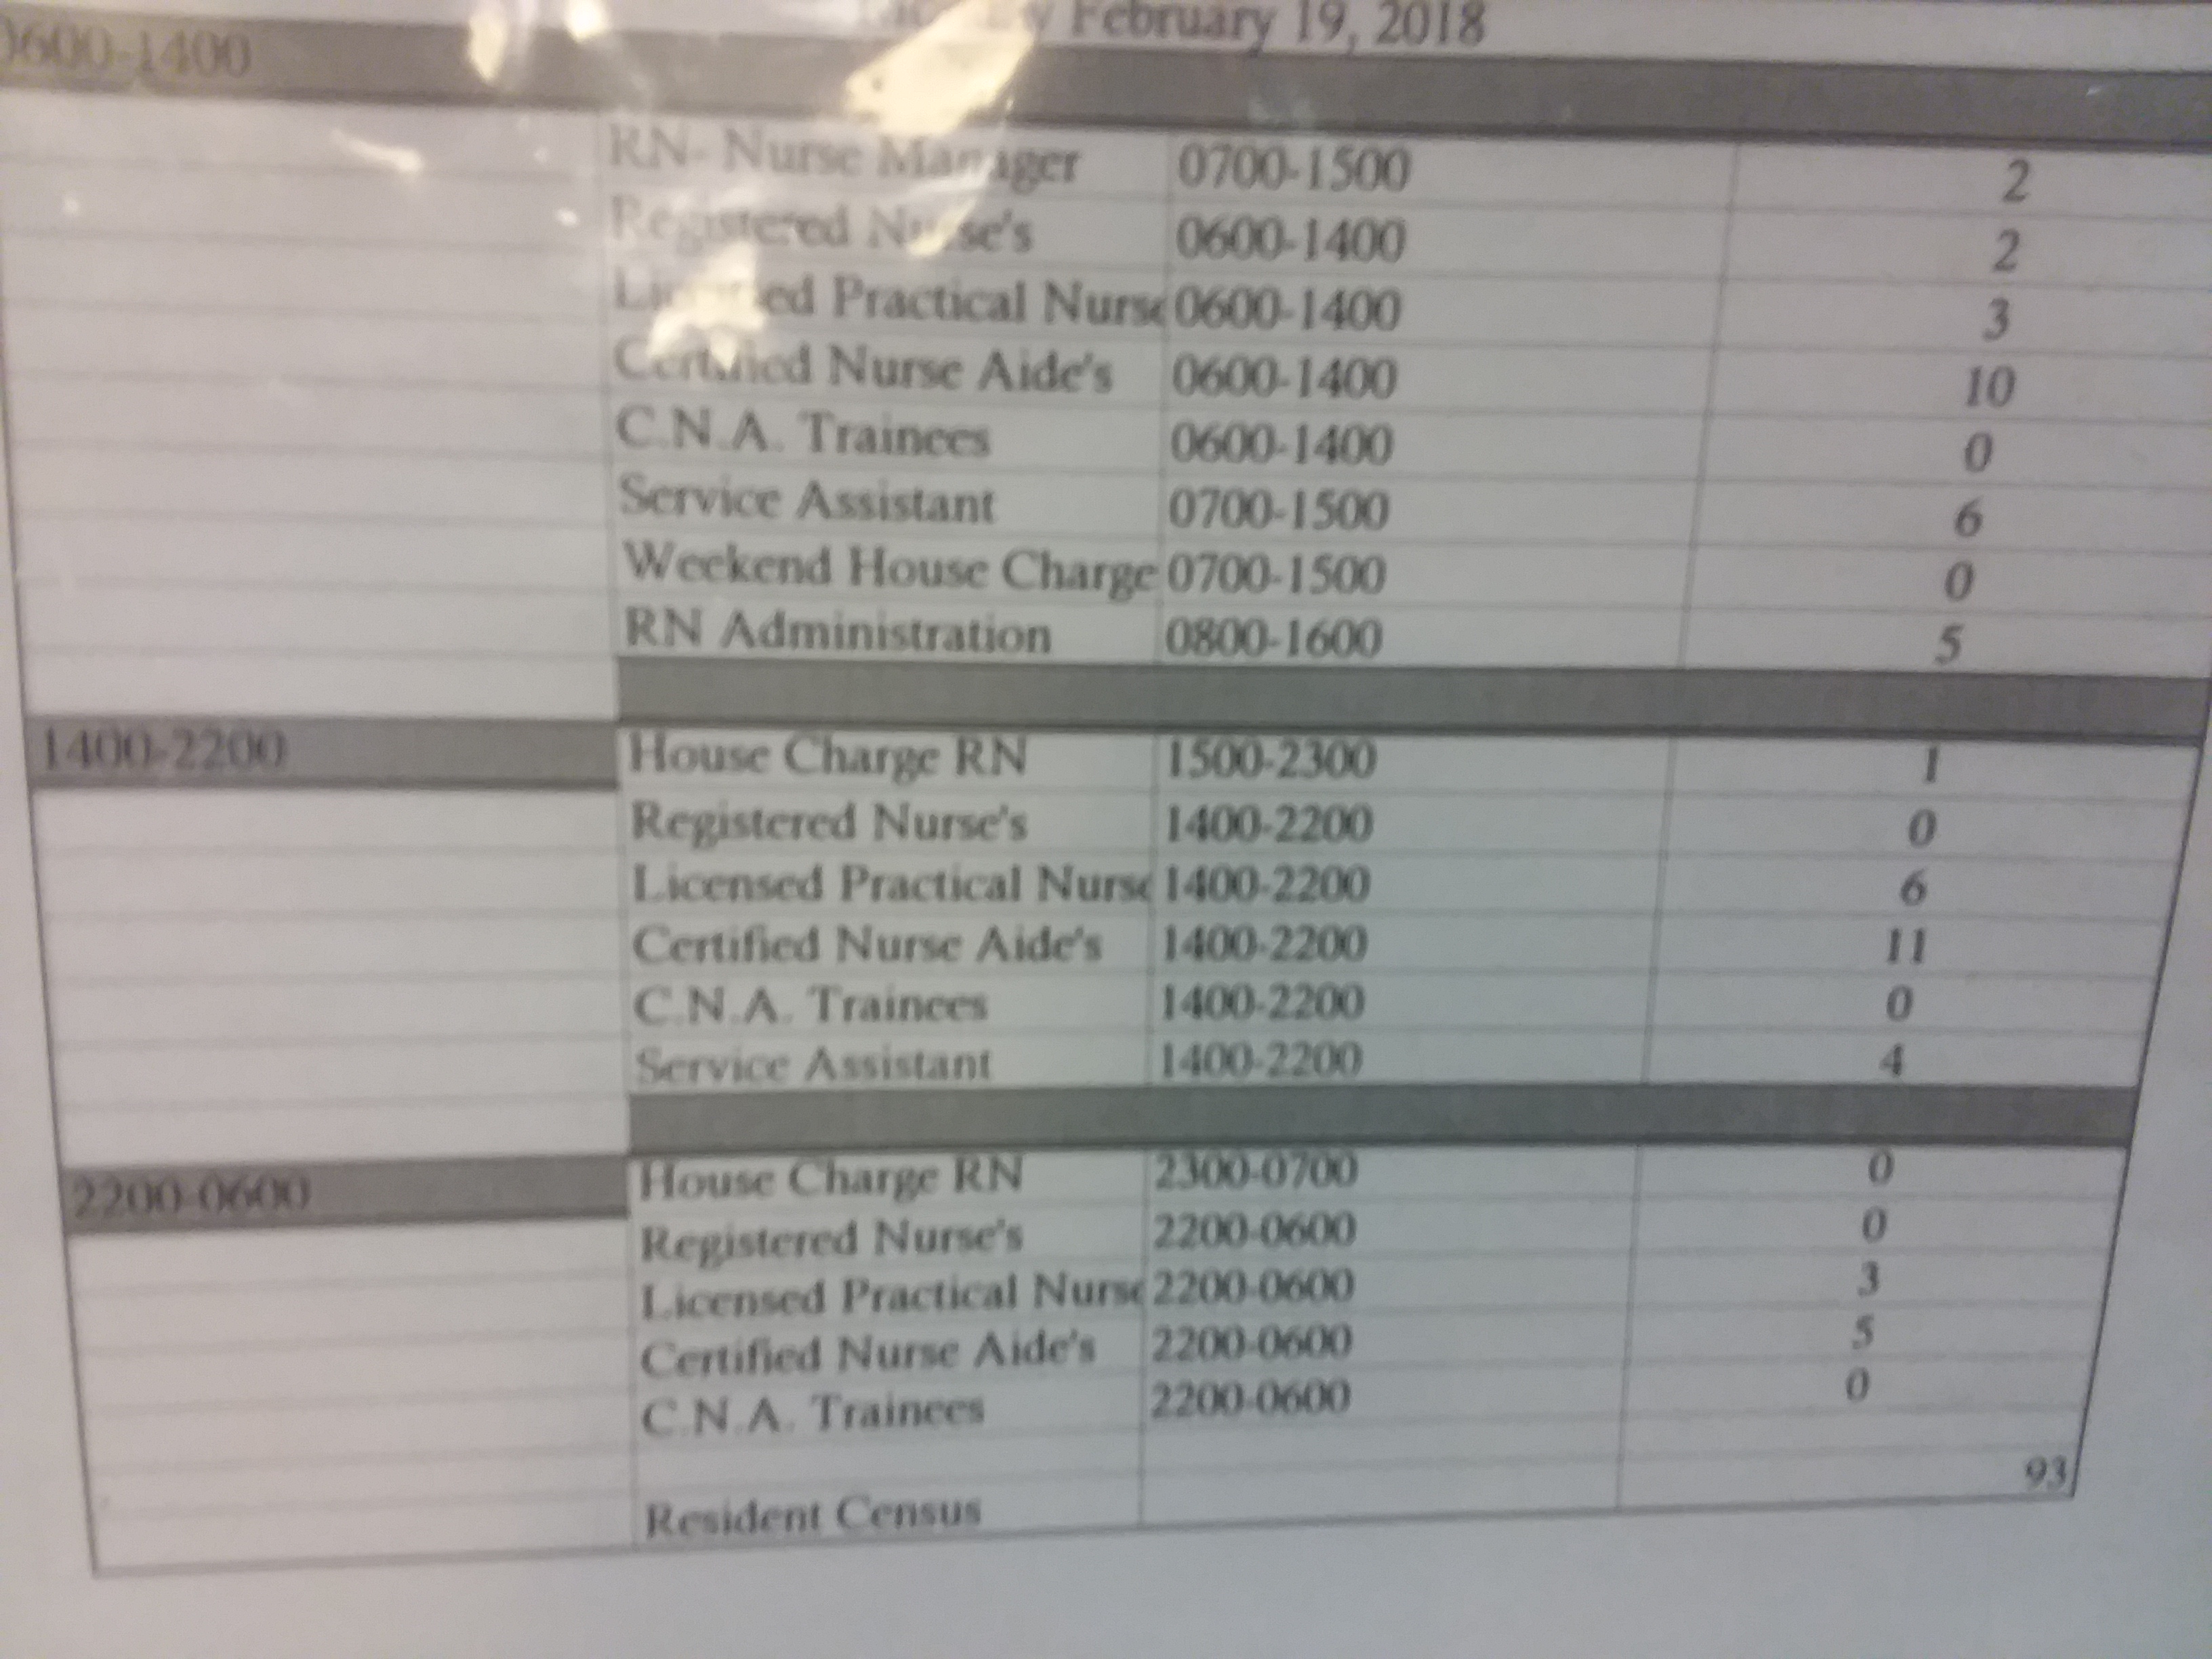 February 19, 2018
0600-1400
RN- Nurse Manager 0700-1500 2
Registered Nurse's 0600-1400 2
Licensed Practical Nurse 0600-1400 3
Certified Nurse Aide's 0600-1400 10
C.N.A. Trainees 0600-1400 0
Service Assistant 0700-1500 6
Weekend House Charge 0700-1500 0
RN Administration 0800-1600 5
1400-2200 House Charge RN 1500-2300 1
Registered Nurse's 1400-2200 0
Licensed Practical Nurse 1400-2200 6
Certified Nurse Aide's 1400-2200 11
C.N.A. Trainees 1400-2200 0
Service Assistant 1400-2200 4
2200-0600 House Charge RN 2300-0700 0
Registered Nurse's 2200-0600 0
Licensed Practical Nurse 2200-0600 3
Certified Nurse Aide's 2200-0600 5
C.N.A. Trainees 2200-0600 0
Resident Census 93